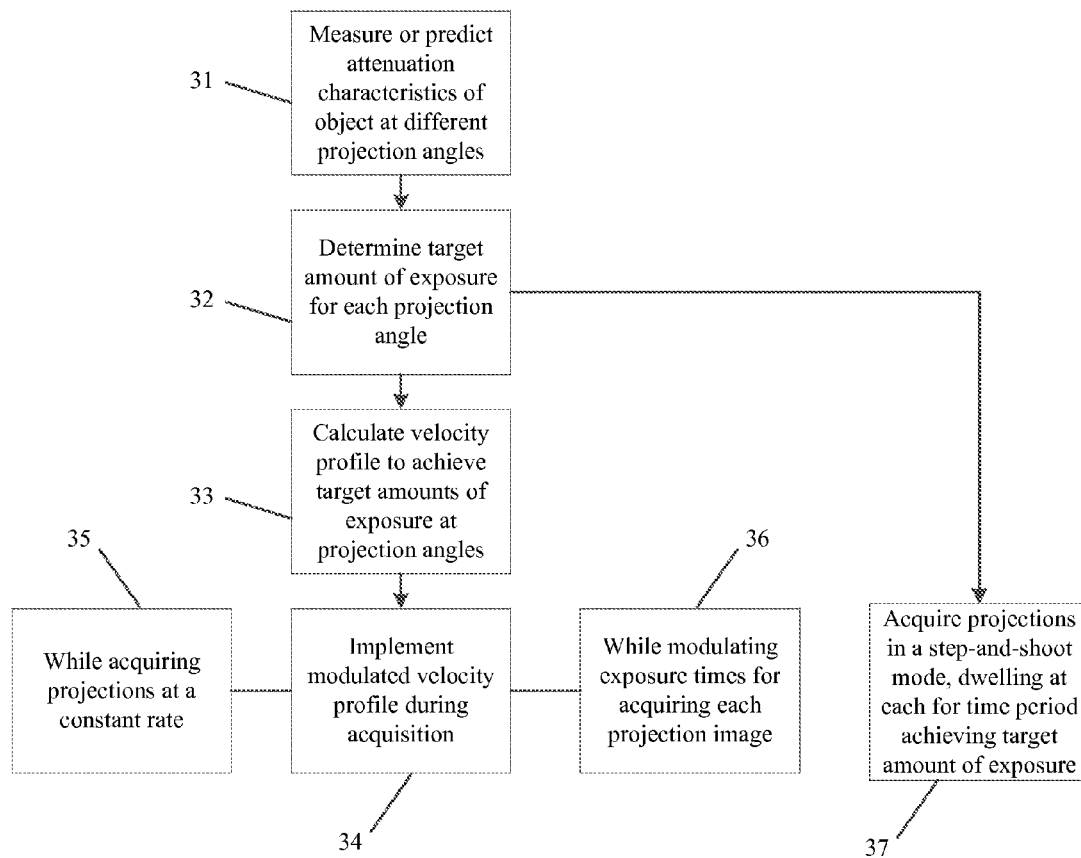 Measure or predict
attenuation
characteristics of
object at different
projection angles
31
Determine target
amount of exposure
for each projection
angle
32
Calculate velocity
profile to achieve
target amounts of
exposure at
projection angles
33
35
36
While acquiring
projections at a
constant rate
Implement
modulated velocity
profile during
acquisition
While modulating
exposure times for
acquiring each
projection image
Acquire projections
in a step-and-shoot
mode, dwelling at
each for time period
achieving target
amount of exposure
34
37